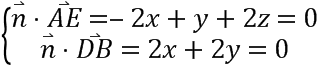 n⃗ · AE⃗ =– 2x + y + 2z = 0
n⃗ · DB⃗ = 2x + 2y = 0